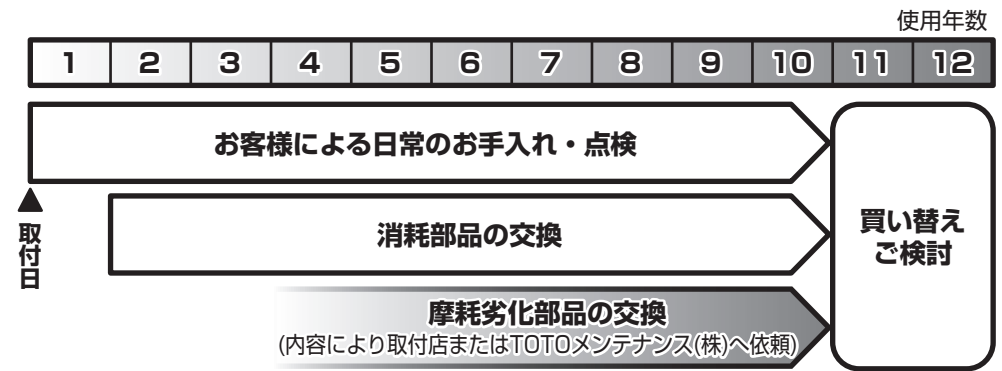 使用年数
1 2 3 4 5 6 7 8 9 10 11 12
お客様による日常のお手入れ・点検
取付日
消耗部品の交換
買い替え
ご検討
摩耗劣化部品の交換
(内容により取付店またはTOTOメンテナンス(株)へ依頼)